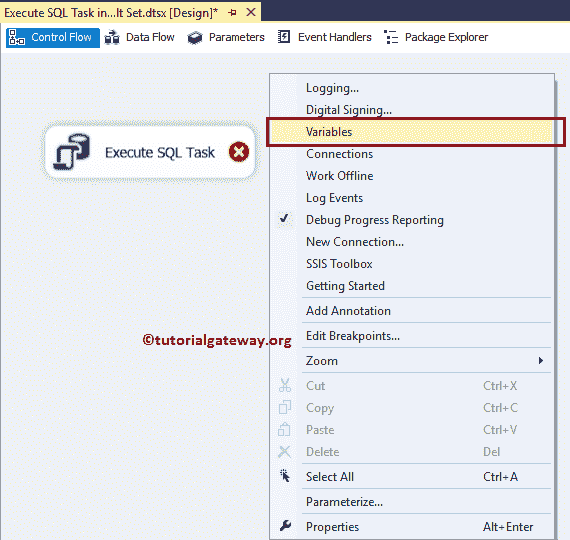 Execute SQL Task in...lt Set.dtsx [Design]*
Control Flow Data Flow Parameters Event Handlers Package Explorer
Logging...
Digital Signing...
Variables
Execute SQL Task
Connections
Work Offline
Log Events
Debug Progress Reporting
New Connection...
SSIS Toolbox
Getting Started
Add Annotation
Edit Breakpoints...
©tutorialgateway.org
Zoom
Cut Ctrl+X
Copy Ctrl+C
Paste Ctrl+V
Delete Del
Select All Ctrl+A
Parameterize...
Properties Alt+Enter